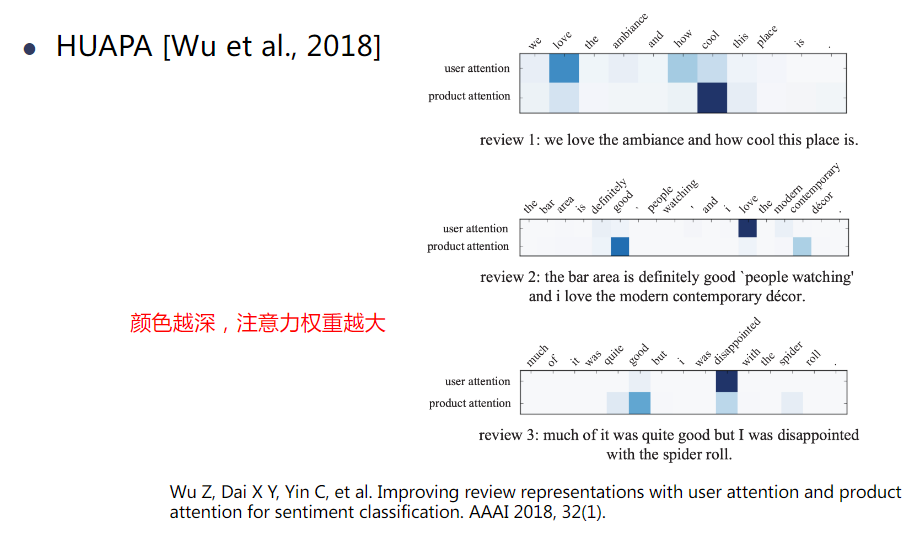 ● HUAPA [Wu et al., 2018]
we love the ambiance and how cool this place is .
user attention
product attention
review 1: we love the ambiance and how cool this place is.
the bar area is definitely good , people watching , and i love the modern contemporary décor .
user attention
product attention
review 2: the bar area is definitely good `people watching'
and i love the modern contemporary décor.
颜色越深，注意力权重越大
much of it was quite good but i was disappointed with the spider roll .
user attention
product attention
review 3: much of it was quite good but I was disappointed
with the spider roll.
Wu Z, Dai X Y, Yin C, et al. Improving review representations with user attention and product
attention for sentiment classification. AAAI 2018, 32(1).